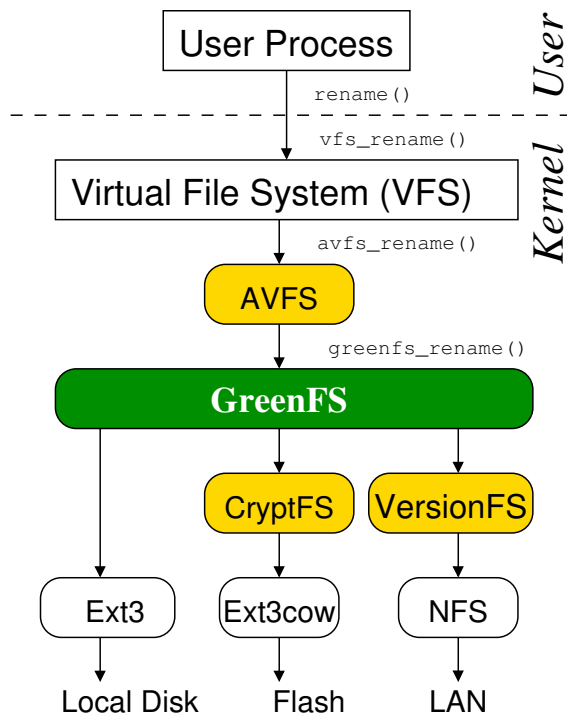 User Process
User
rename()
vfs_rename()
Kernel
Virtual File System (VFS)
avfs_rename()
AVFS
greenfs_rename()
GreenFS
CryptFS
VersionFS
Ext3
Ext3cow
NFS
Local Disk
Flash
LAN